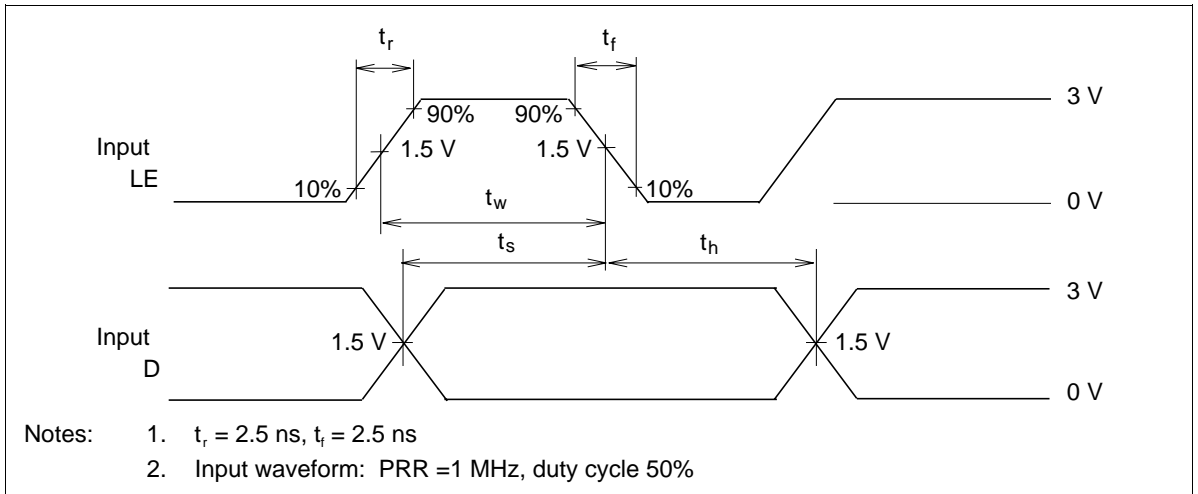 tr
tf
3 V
90%
90%
Input
LE
1.5 V
1.5 V
10%
10%
tw
0 V
ts
th
3 V
Input
D
1.5 V
1.5 V
0 V
Notes: 1. tr = 2.5 ns, tf = 2.5 ns
2. Input waveform: PRR =1 MHz, duty cycle 50%